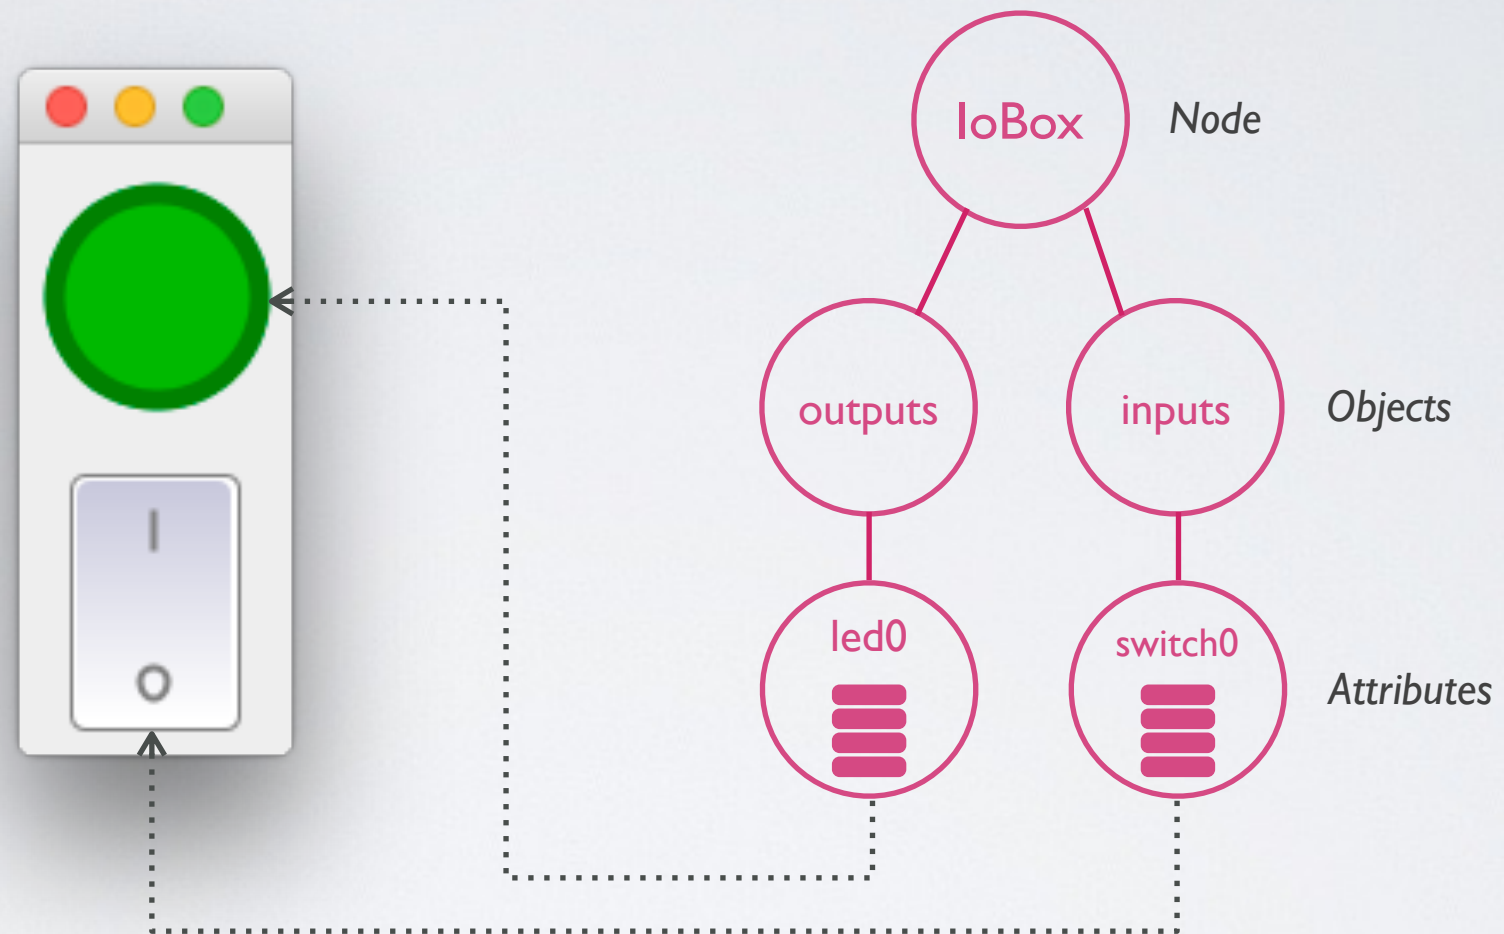 IoBox
Node
outputs
inputs
Objects
I
O
led0
switch0
Attributes